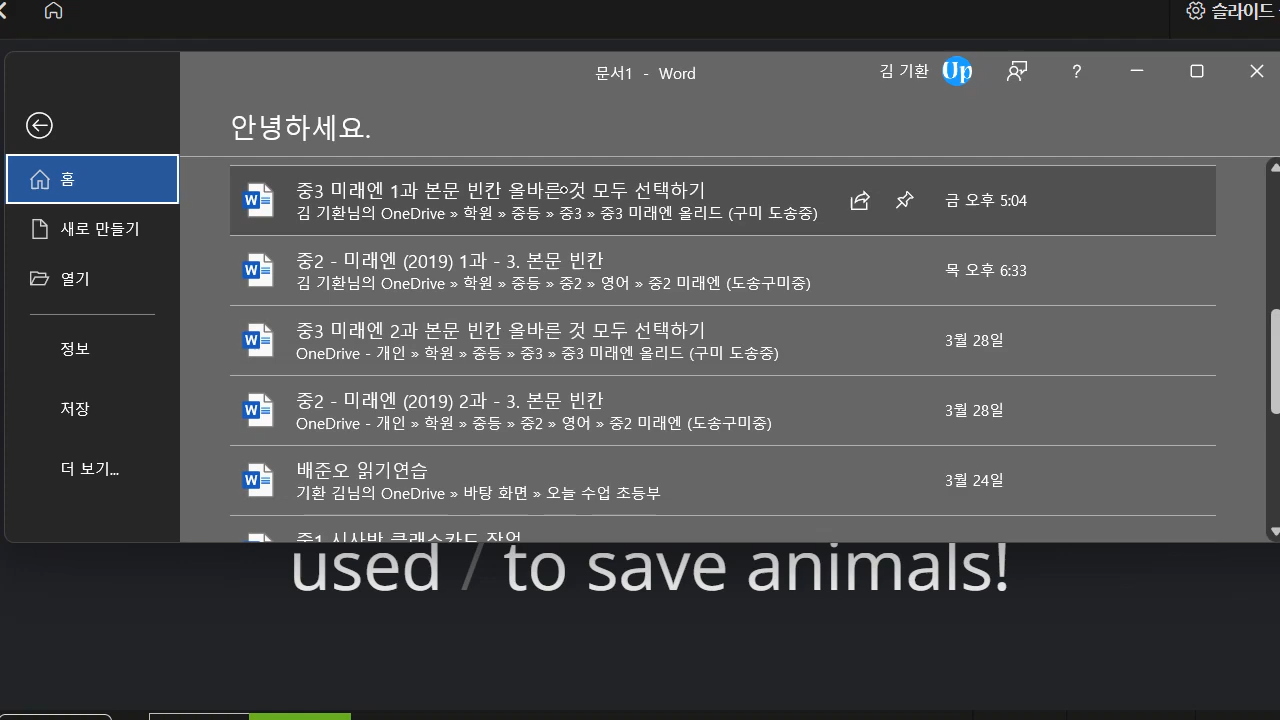 슬라이드
문서1 - Word
김 기환
Up
?
안녕하세요.
홈
새로 만들기
열기
정보
저장
더 보기...
중3 미래엔 1과 본문 빈칸 올바른 것 모두 선택하기
김 기환님의 OneDrive » 학원 » 중등 » 중3 » 중3 미래엔 올리드 (구미 도송중)
금 오후 5:04
중2 - 미래엔 (2019) 1과 - 3. 본문 빈칸
김 기환님의 OneDrive » 학원 » 중등 » 중2 » 영어 » 중2 미래엔 (도송구미중)
목 오후 6:33
중3 미래엔 2과 본문 빈칸 올바른 것 모두 선택하기
OneDrive - 개인 » 학원 » 중등 » 중3 » 중3 미래엔 올리드 (구미 도송중)
3월 28일
중2 - 미래엔 (2019) 2과 - 3. 본문 빈칸
OneDrive - 개인 » 학원 » 중등 » 중2 » 영어 » 중2 미래엔 (도송구미중)
3월 28일
배준오 읽기연습
기환 김님의 OneDrive » 바탕 화면 » 오늘 수업 초등부
3월 24일
중1 시사반 클래스카드 작업
used / to save animals!